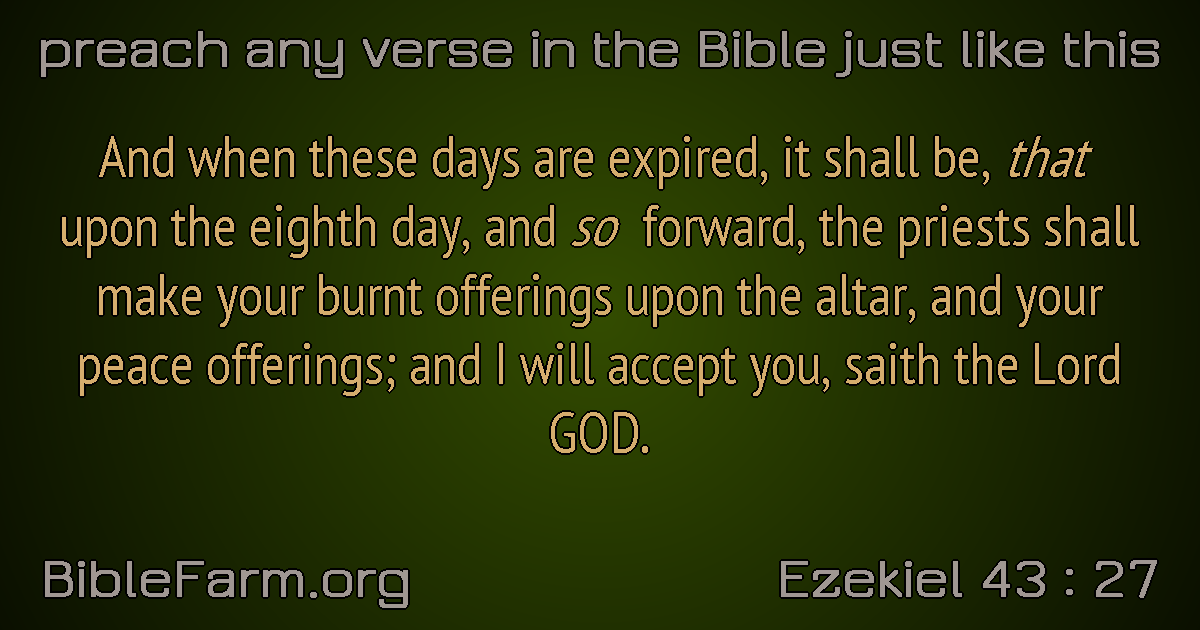 preach any verse in the Bible just like this
And when these days are expired, it shall be, that
upon the eighth day, and so forward, the priests shall
make your burnt offerings upon the altar, and your
peace offerings; and I will accept you, saith the Lord
GOD.
BibleFarm.org
Ezekiel 43 : 27